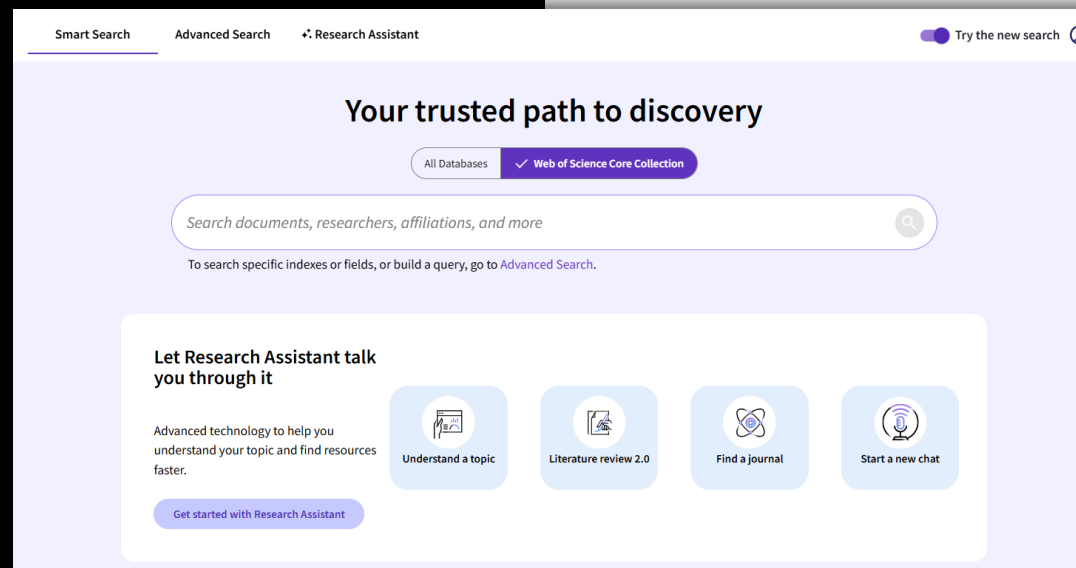 Smart Search
Advanced Search
Research Assistant
Try the new search
Your trusted path to discovery
All Databases
Web of Science Core Collection
Search documents, researchers, affiliations, and more
To search specific indexes or fields, or build a query, go to Advanced Search.
Let Research Assistant talk
you through it
Advanced technology to help you
understand your topic and find resources
faster.
Get started with Research Assistant
Understand a topic
Literature review 2.0
Find a journal
Start a new chat